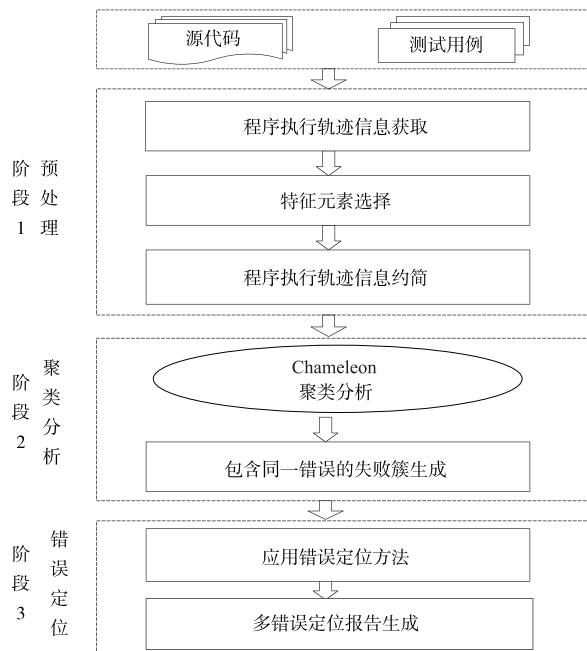 源代码
测试用例
阶段1
预处理
程序执行轨迹信息获取
特征元素选择
程序执行轨迹信息约简
阶段2
聚类分析
Chameleon
聚类分析
包含同一错误的失败簇生成
阶段3
错误定位
应用错误定位方法
多错误定位报告生成